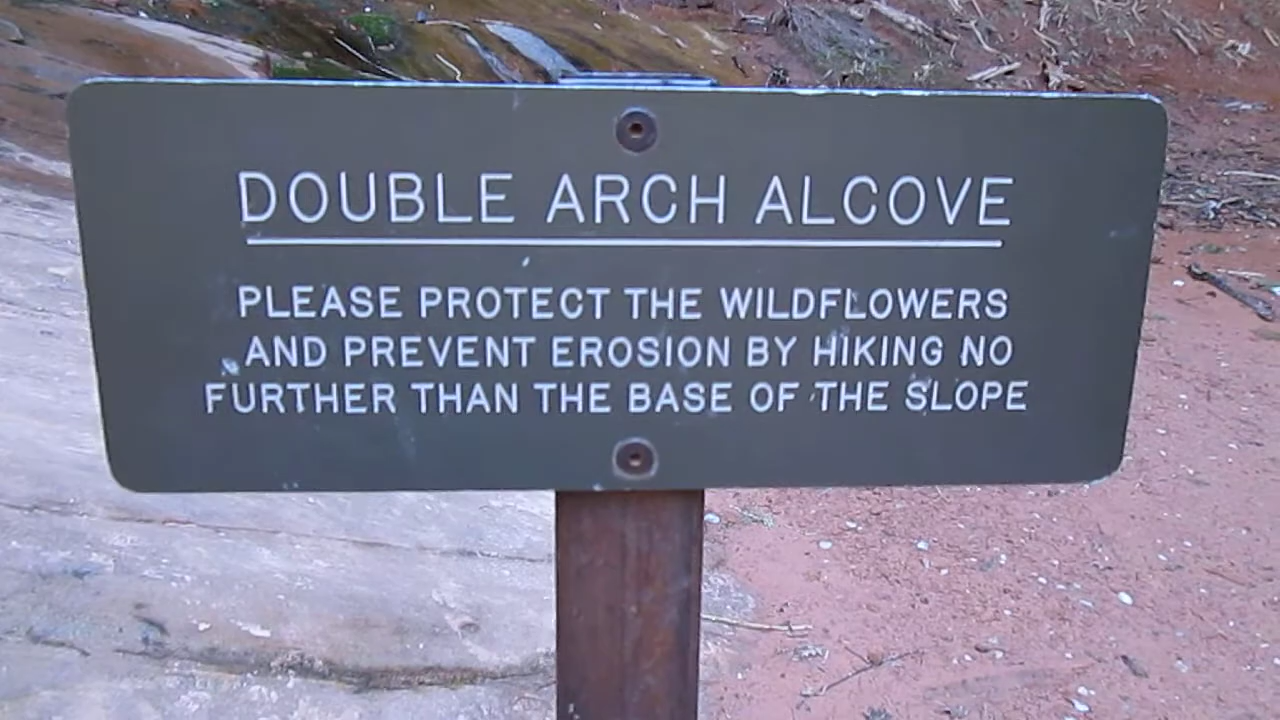 DOUBLE ARCH ALCOVE
PLEASE PROTECT THE WILDFLOWERS
AND PREVENT EROSION BY HIKING NO
FURTHER THAN THE BASE OF THE SLOPE